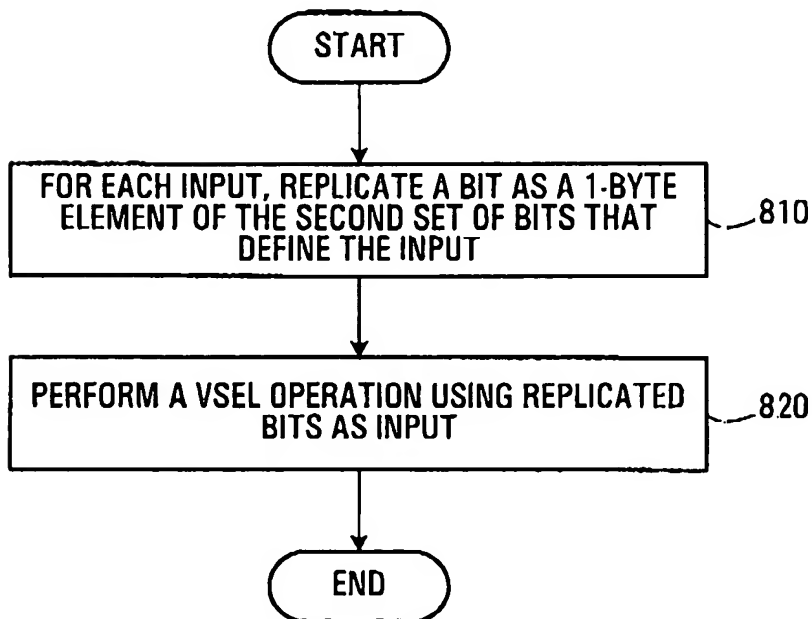 START
FOR EACH INPUT, REPLICATE A BIT AS A 1-BYTE
ELEMENT OF THE SECOND SET OF BITS THAT
DEFINE THE INPUT
810
PERFORM A VSEL OPERATION USING REPLICATED
BITS AS INPUT
820
END